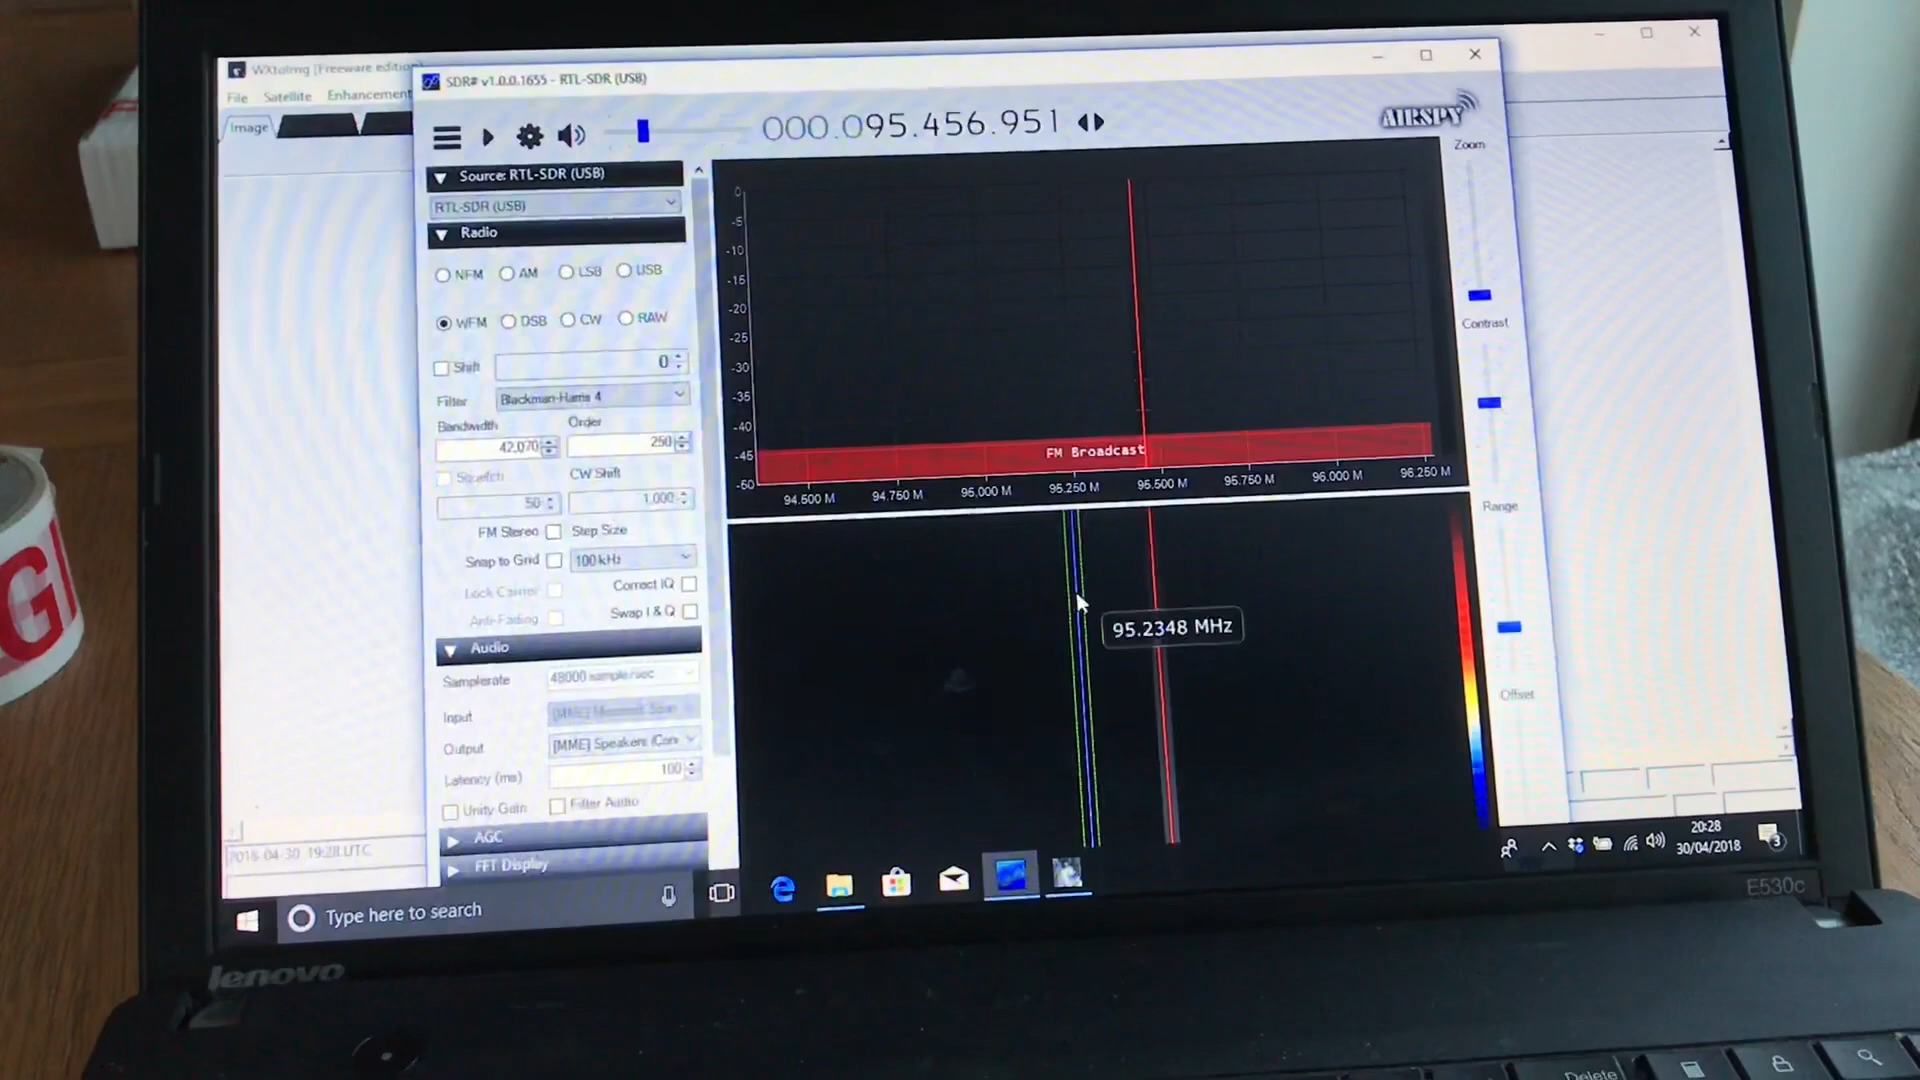 WXtoImg [Freeware edition]
File Satellite Enhancement
Image
SDR# v1.0.0.1655 - RTL-SDR (USB)
000.095.456.951
AIRSPY
Source: RTL-SDR (USB)
RTL-SDR (USB)
Radio
NFM AM LSB USB
WFM DSB CW RAW
Shift 0
Filter Blackman-Harris 4
Bandwidth Order
42,070 250
Squelch CW Shift
50 1,000
FM Stereo Step Size
Snap to Grid 100 kHz
Lock Carrier Correct IQ
Anti-Fading Swap I & Q
Audio
Samplerate 48000 sample/sec
Input [MME] Microsoft Soun
Output [MME] Speakers (Con
Latency (ms) 100
Unity Gain Filter Audio
AGC
FFT Display
0
-5
-10
-15
-20
-25
-30
-35
-40
-45
-50
FM Broadcast
94.500 M 94.750 M 95.000 M 95.250 M 95.500 M 95.750 M 96.000 M 96.250 M
95.2348 MHz
Zoom
Contrast
Range
Offset
2018-04-30 19:28 UTC
Type here to search
20:28
30/04/2018
3
E530c
lenovo
Delete
G